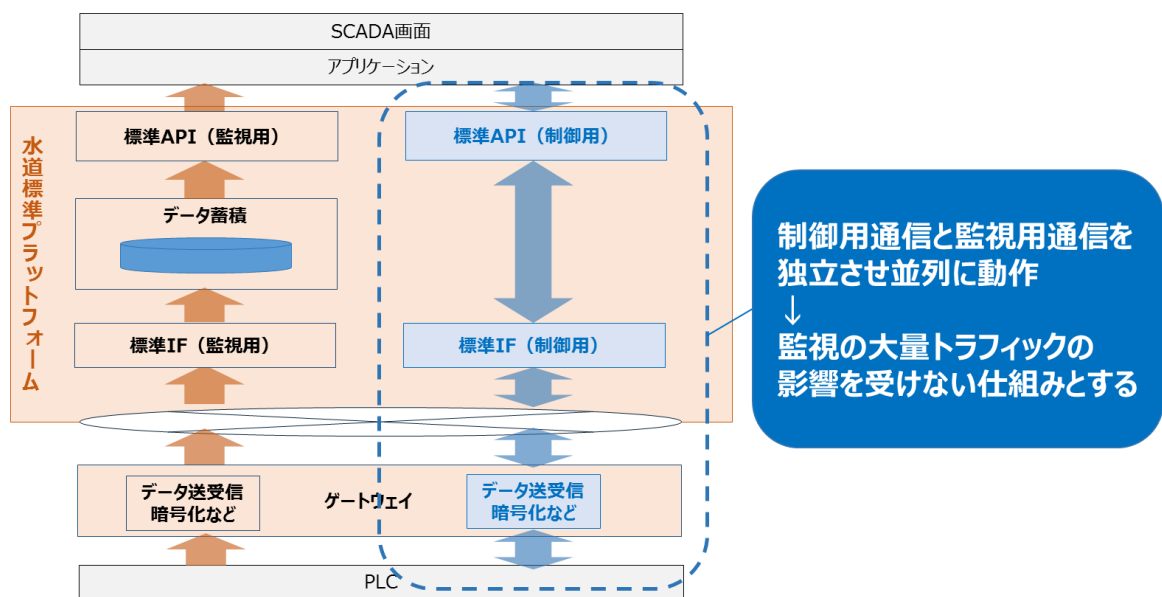 SCADA画面
アプリケーション
水道標準プラットフォーム
標準API（監視用）
標準API（制御用）
データ蓄積
標準IF（監視用）
標準IF（制御用）
データ送受信
暗号化など
ゲートウェイ
データ送受信
暗号化など
PLC
制御用通信と監視用通信を
独立させ並列に動作
↓
監視の大量トラフィックの
影響を受けない仕組みとする